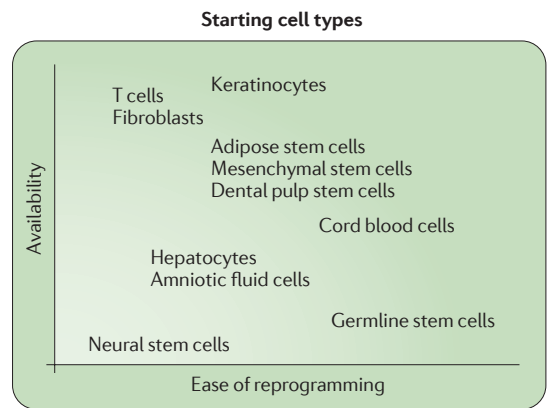 Starting cell types
Keratinocytes
T cells
Fibroblasts
Adipose stem cells
Mesenchymal stem cells
Dental pulp stem cells
Cord blood cells
Hepatocytes
Amniotic fluid cells
Germline stem cells
Neural stem cells
Availability
Ease of reprogramming